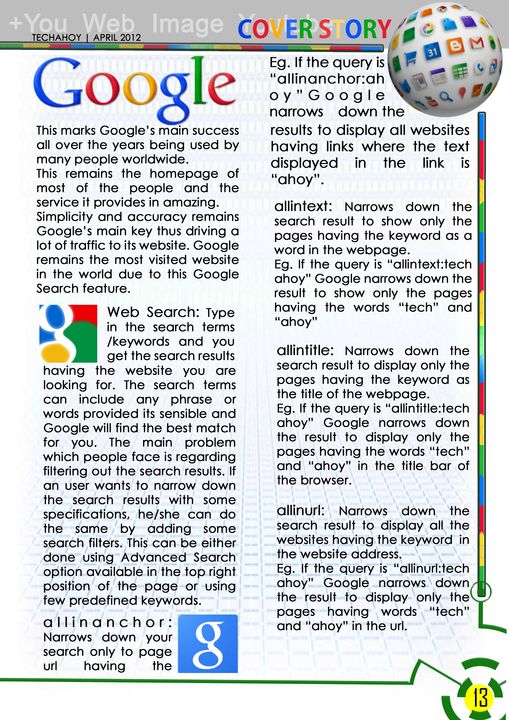 +You Web Image
COVER STORY
TECHAHOY | APRIL 2012
Google
This marks Google's main success
all over the years being used by
many people worldwide.
This remains the homepage of
most of the people and the
service it provides in amazing.
Simplicity and accuracy remains
Google's main key thus driving a
lot of traffic to its website. Google
remains the most visited website
in the world due to this Google
Search feature.
g
Web Search: Type
in the search terms
/keywords and you
get the search results
having the website you are
looking for. The search terms
can include any phrase or
words provided its sensible and
Google will find the best match
for you. The main problem
which people face is regarding
filtering out the search results. If
an user wants to narrow down
the search results with some
specifications, he/she can do
the same by adding some
search filters. This can be either
done using Advanced Search
option available in the top right
position of the page or using
few predefined keywords.
allinanchor:
Narrows down your
search only to page
url having the
g
Eg. If the query is
"allinanchor:ah
oy" Google
narrows down the
results to display all websites
having links where the text
displayed in the link is
"ahoy".
allintext: Narrows down the
search result to show only the
pages having the keyword as a
word in the webpage.
Eg. If the query is "allintext:tech
ahoy" Google narrows down the
result to show only the pages
having the words "tech" and
"ahoy"
allintitle: Narrows down the
search result to display only the
pages having the keyword as
the title of the webpage.
Eg. If the query is "allintitle:tech
ahoy" Google narrows down
the result to display only the
pages having the words "tech"
and "ahoy" in the title bar of
the browser.
allinurl: Narrows down the
search result to display all the
websites having the keyword in
the website address.
Eg. If the query is "allinurl:tech
ahoy" Google narrows down
the result to display only the
pages having words "tech"
and "ahoy" in the url.
31
13